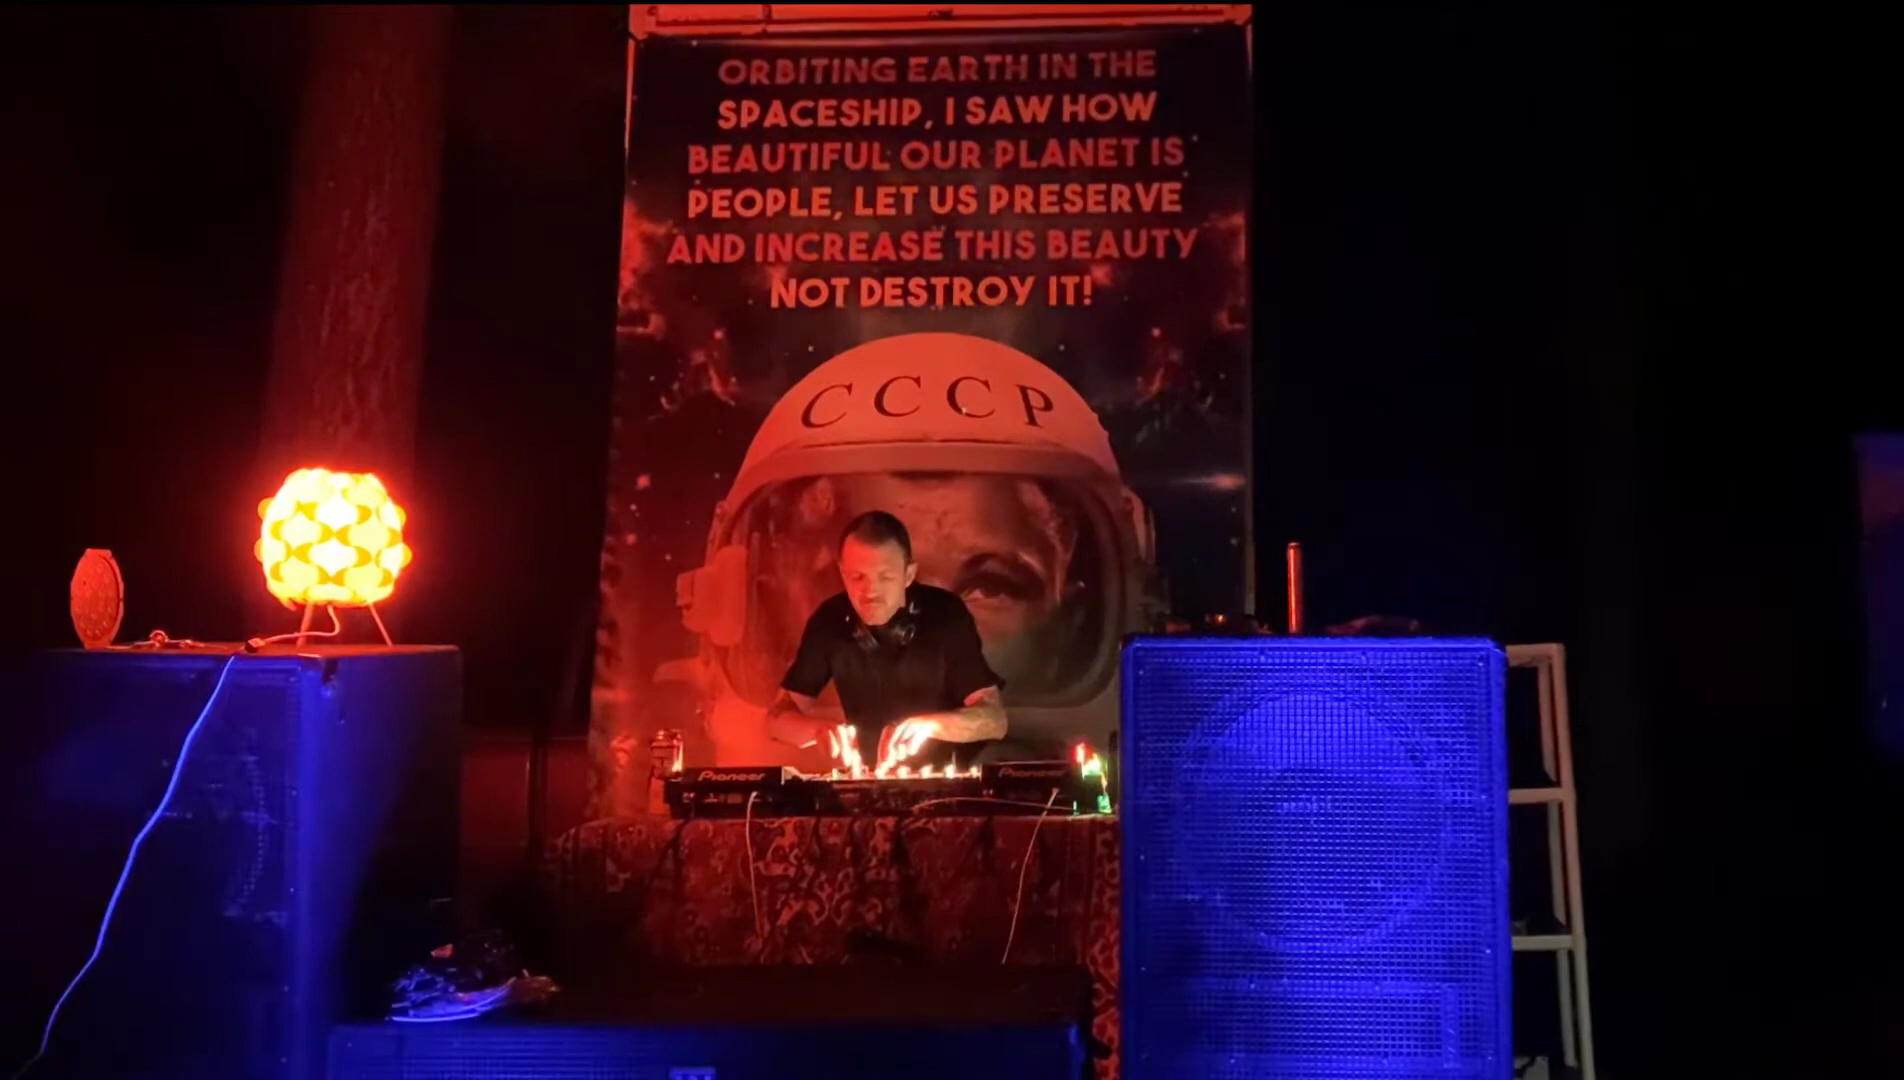 ORBITING EARTH IN THE
SPACESHIP, I SAW HOW
BEAUTIFUL OUR PLANET IS
PEOPLE, LET US PRESERVE
AND INCREASE THIS BEAUTY
NOT DESTROY IT!
СССР
Pioneer
Pioneer